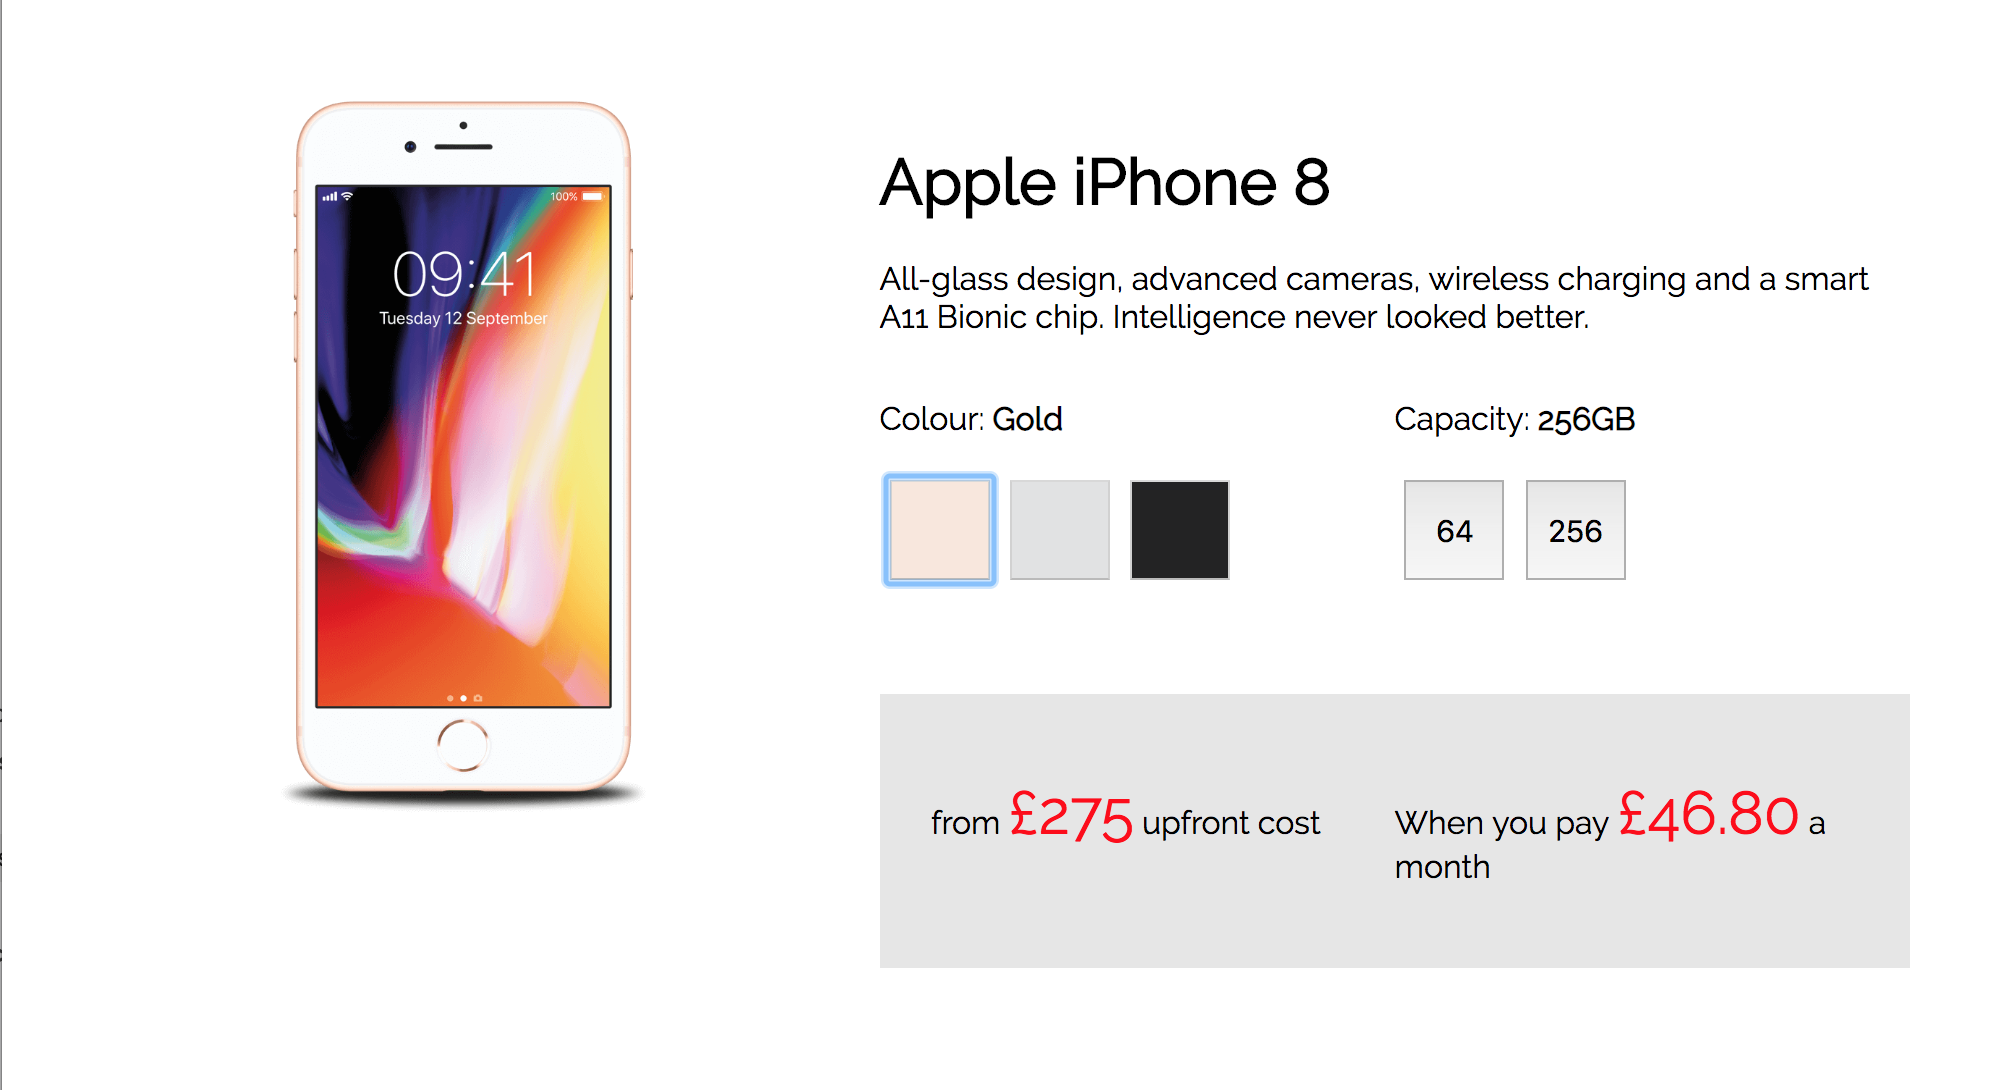 100%
09:41
Tuesday 12 September
Apple iPhone 8
All-glass design, advanced cameras, wireless charging and a smart
A11 Bionic chip. Intelligence never looked better.
Colour: Gold
Capacity: 256GB
64
256
from £275 upfront cost
When you pay £46.80 a
month